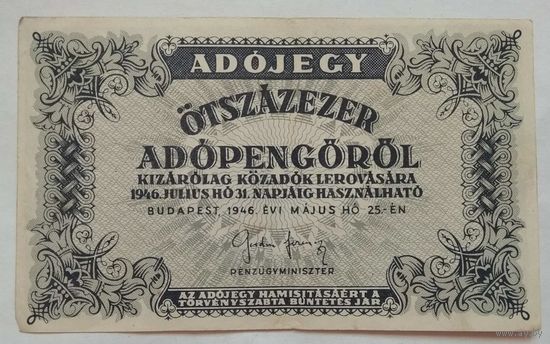 ADÓJEGY
ÖTSZÁZEZER
ADÓPENGŐRŐL
KIZÁRÓLAG KÖZADÓK LEROVÁSÁRA
1946. JULIUS HÓ 31. NAPJÁIG HASZNÁLHATÓ
BUDAPEST, 1946. ÉVI MÁJUS HÓ 25-ÉN
PÉNZÜGYMINISZTER
AZ ADÓJEGY HAMISITÁSÁÉRT A
TÖRVÉNYSZABTA BÜNTETÉS JÁR